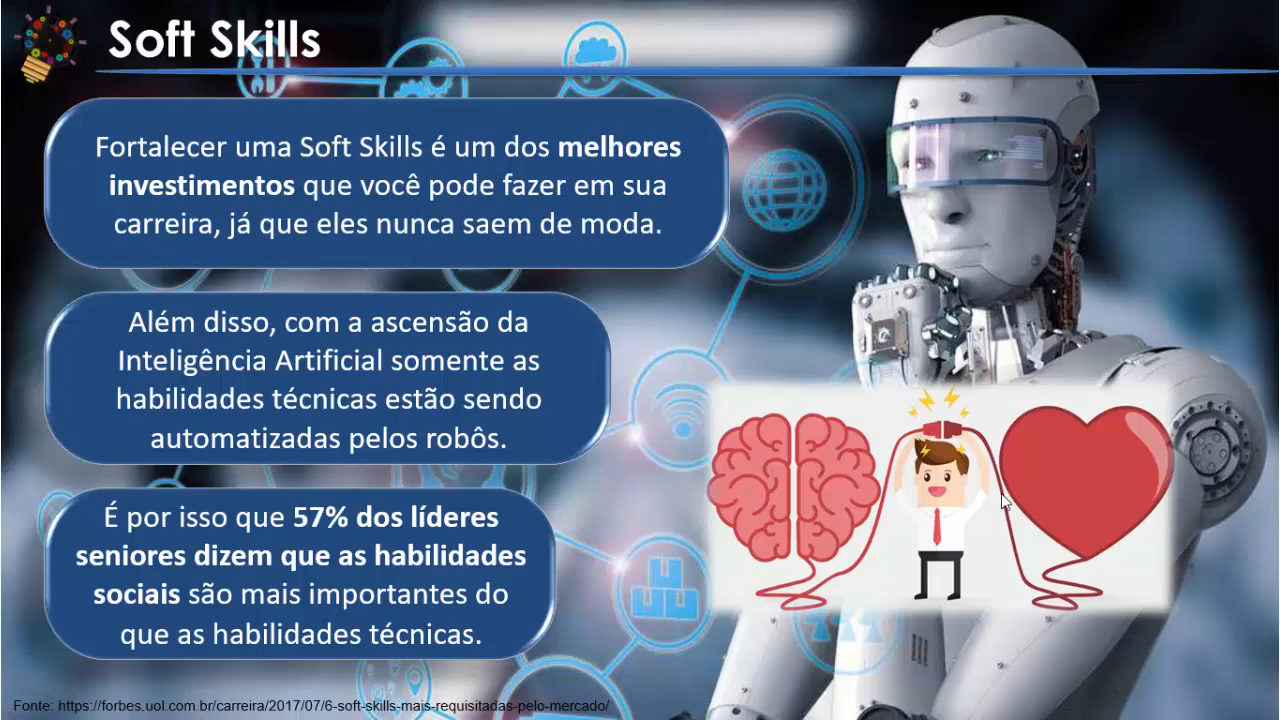 Soft Skills
Fortalecer uma Soft Skills é um dos melhores
investimentos que você pode fazer em sua
carreira, já que eles nunca saem de moda.
Além disso, com a ascensão da
Inteligência Artificial somente as
habilidades técnicas estão sendo
automatizadas pelos robôs.
É por isso que 57% dos líderes
seniores dizem que as habilidades
sociais são mais importantes do
que as habilidades técnicas.
Fonte: https://forbes.uol.com.br/carreira/2017/07/6-soft-skills-mais-requisitadas-pelo-mercado/